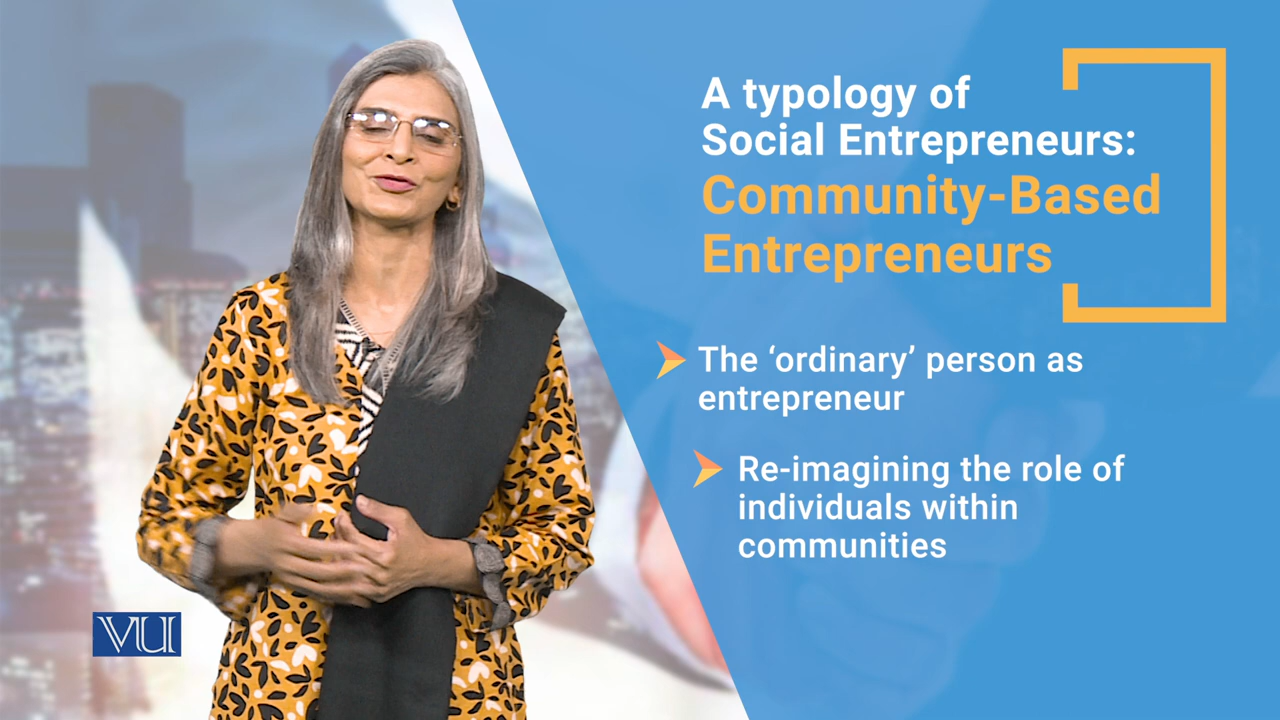 A typology of
Social Entrepreneurs:
Community-Based
Entrepreneurs
The ‘ordinary’ person as
entrepreneur
Re-imagining the role of
individuals within
communities
VU